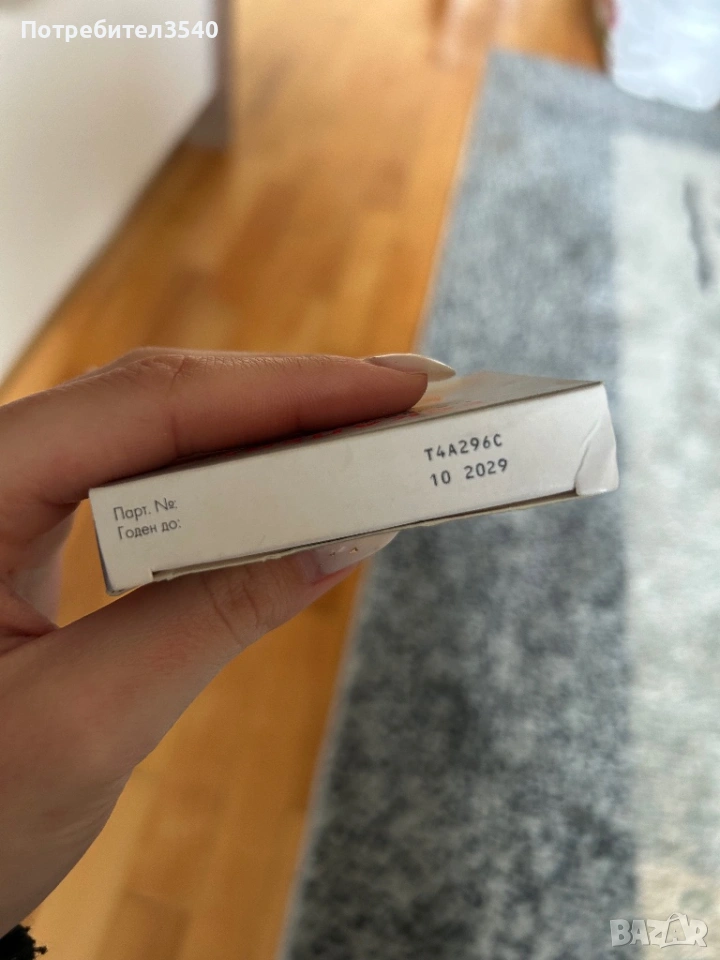 Потребител3540
Парт. №:
Годен до:
T4A296C
10 2029
BAZAR